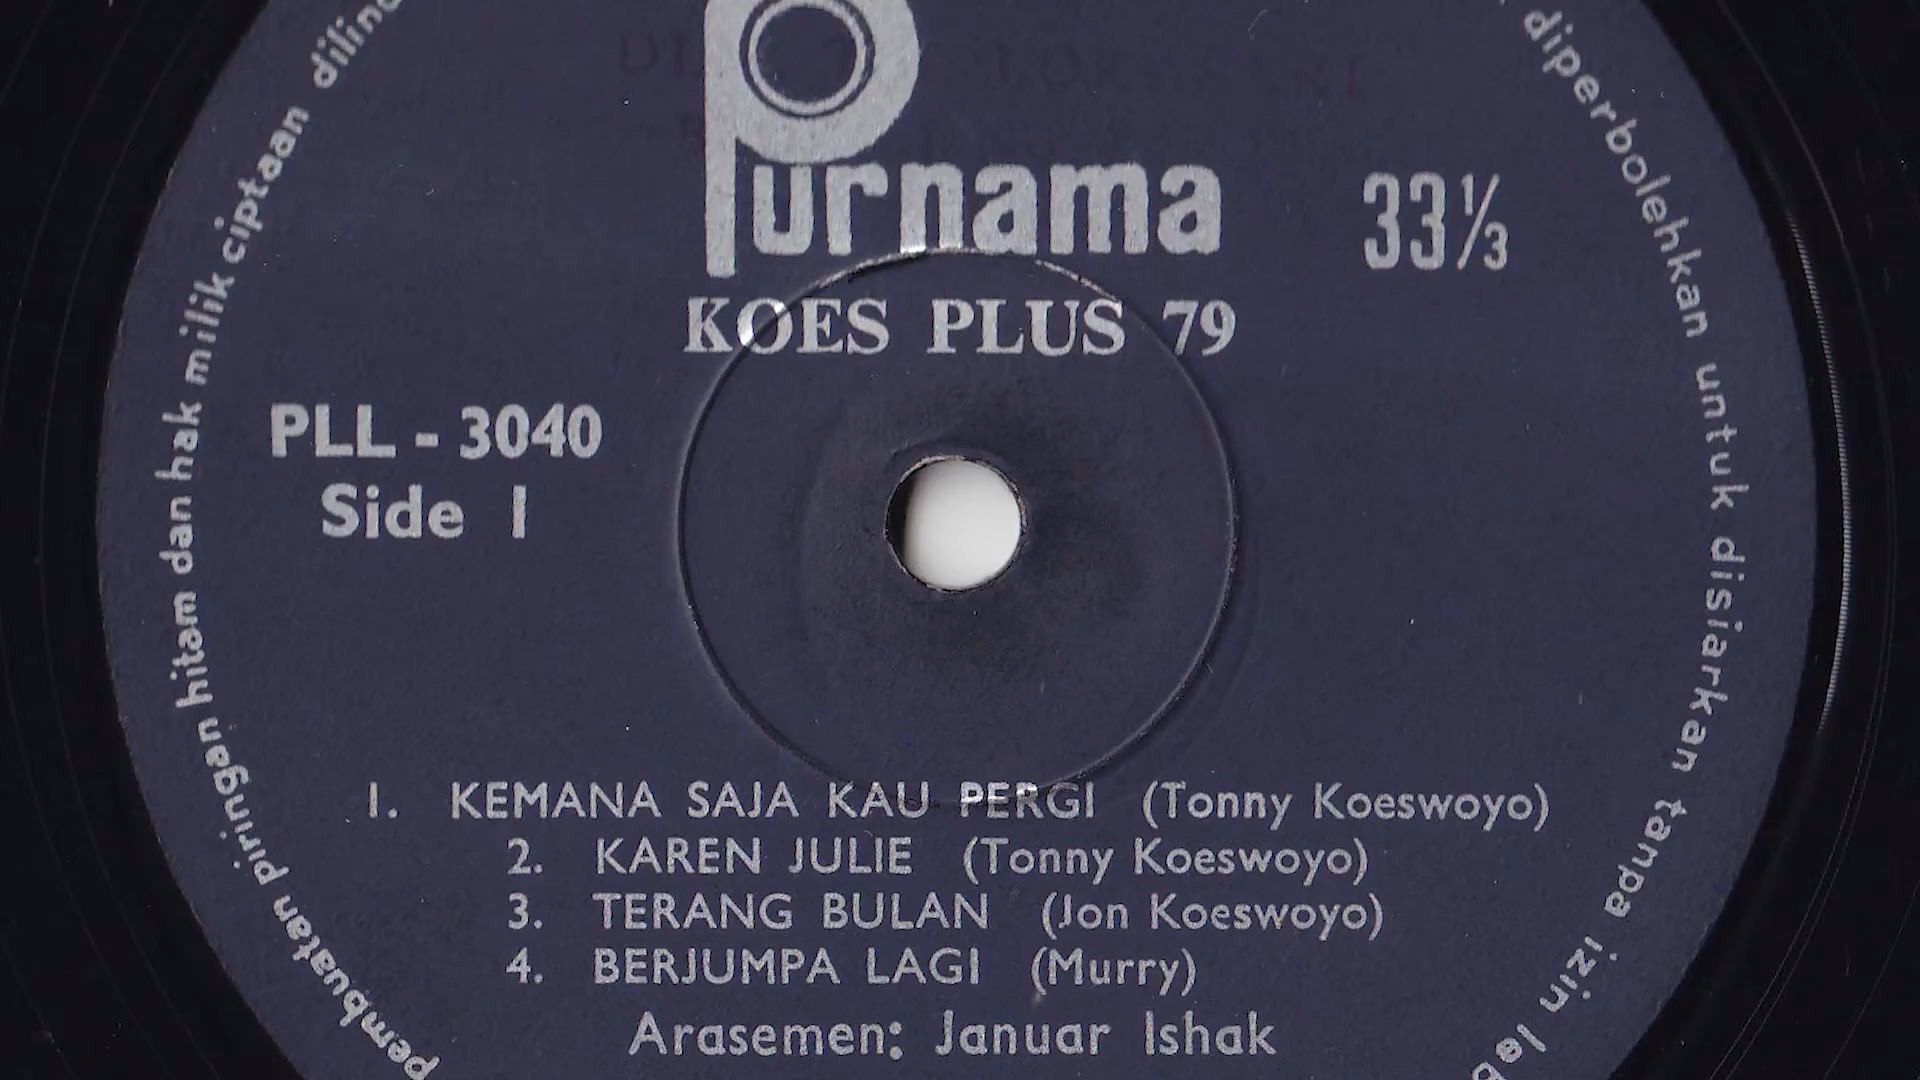 Purnama
33⅓
KOES PLUS 79
PLL - 3040
Side I
1. KEMANA SAJA KAU PERGI (Tonny Koeswoyo)
2. KAREN JULIE (Tonny Koeswoyo)
3. TERANG BULAN (Jon Koeswoyo)
4. BERJUMPA LAGI (Murry)
Arasemen: Januar Ishak
pembuatan piringan hitam dan hak milik ciptaan
diperbolehkan untuk disiarkan tanpa izin